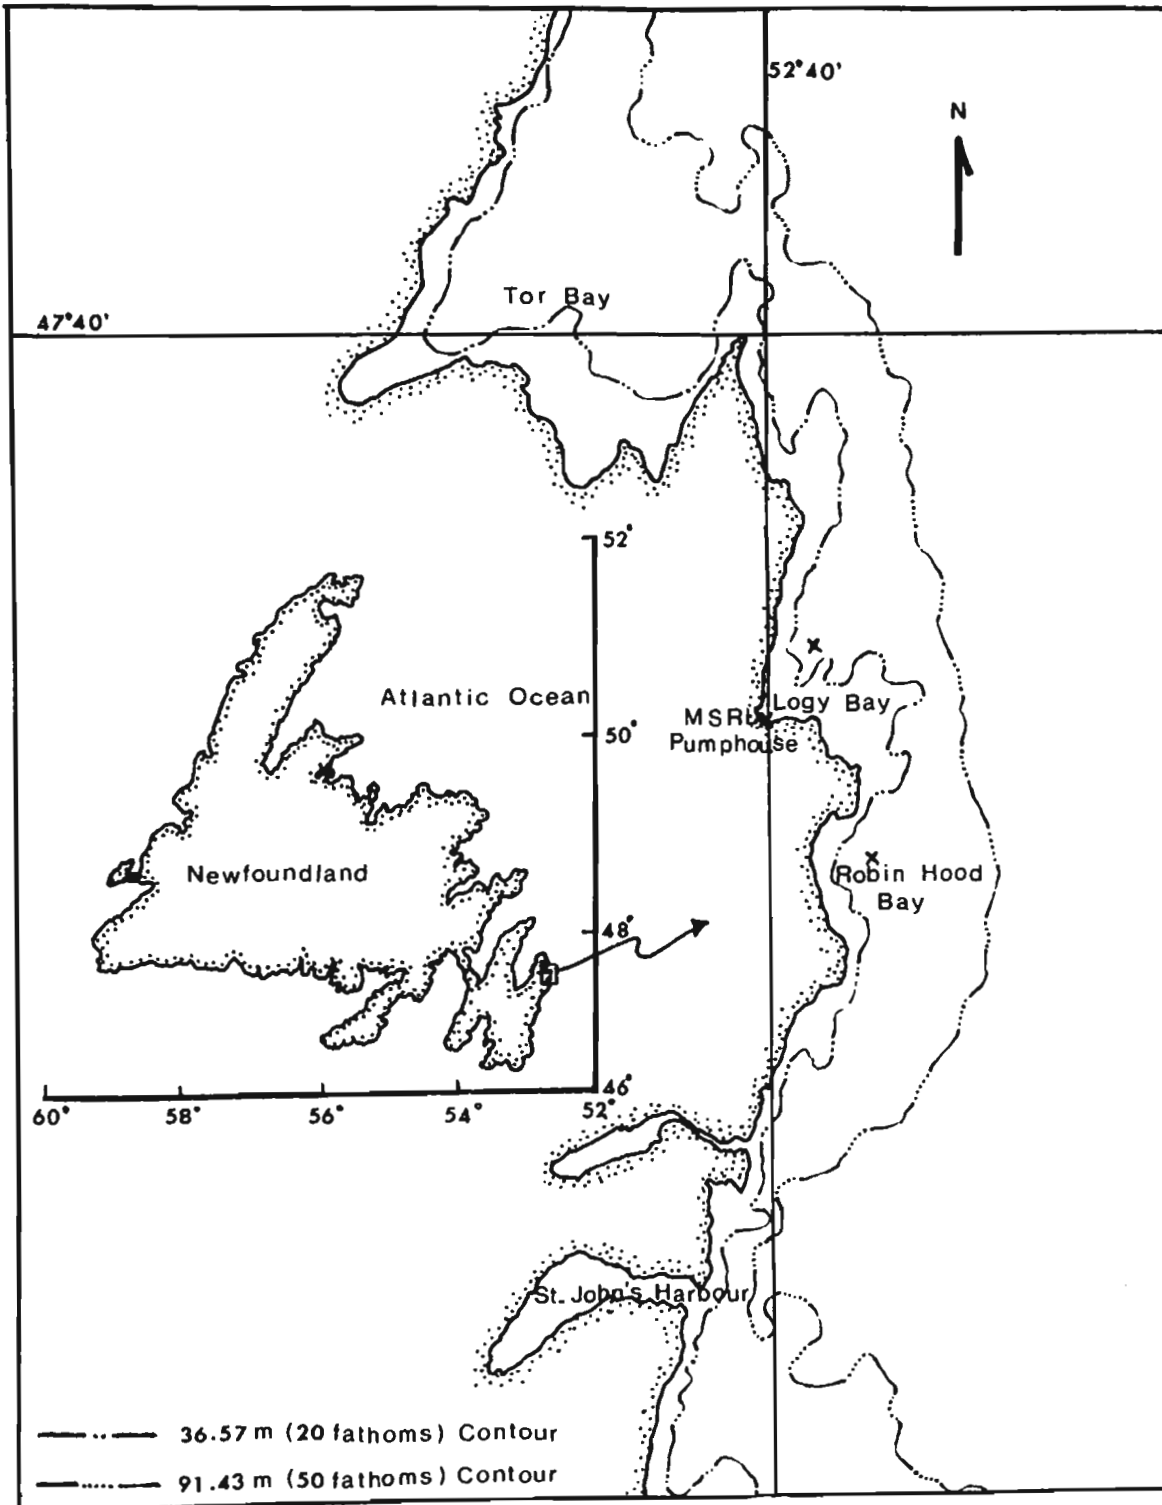 52°40'
N
Tor Bay
47°40'
52°
Atlantic Ocean
50°
MSRL
Pumphouse
Logy Bay
Newfoundland
Robin Hood
Bay
48°
46°
60°
58°
56°
54°
52°
St. John's Harbour
36.57 m (20 fathoms) Contour
91.43 m (50 fathoms) Contour